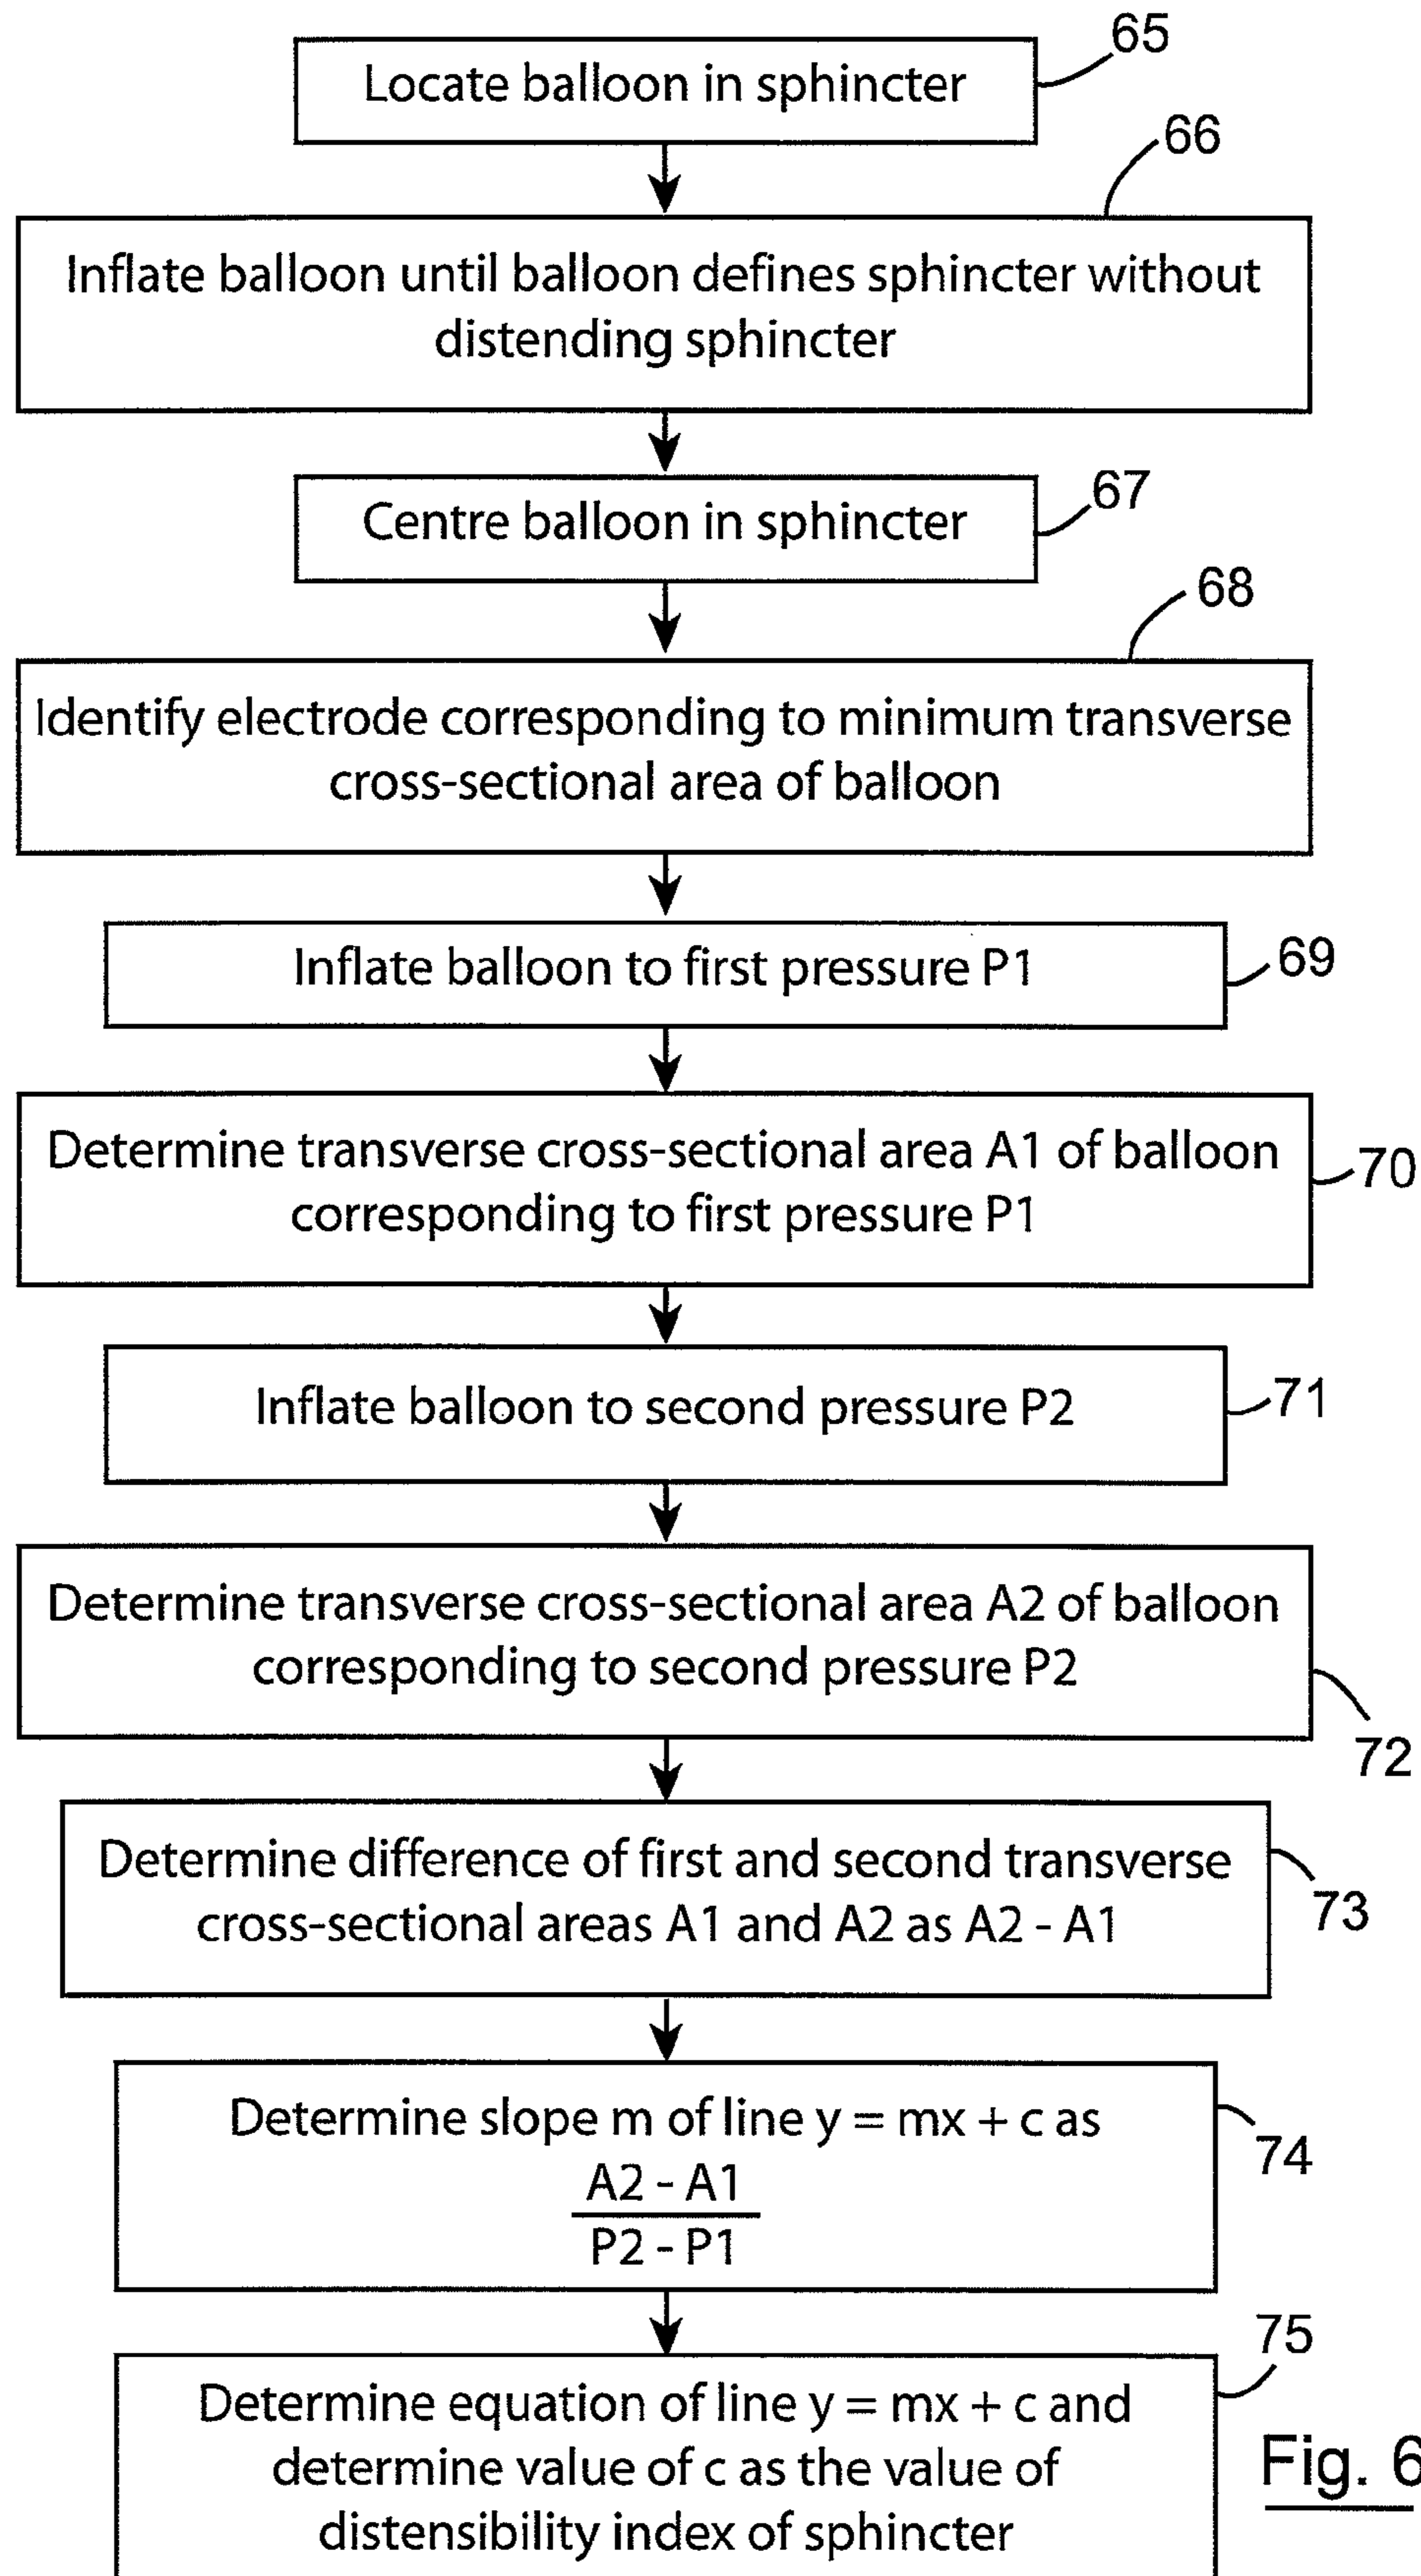 65
Locate balloon in sphincter
66
Inflate balloon until balloon defines sphincter without
distending sphincter
67
Centre balloon in sphincter
68
Identify electrode corresponding to minimum transverse
cross-sectional area of balloon
Inflate balloon to first pressure P1
69
Determine transverse cross-sectional area A1 of balloon
corresponding to first pressure P1
70
Inflate balloon to second pressure P2
71
Determine transverse cross-sectional area A2 of balloon
corresponding to second pressure P2
72
Determine difference of first and second transverse
cross-sectional areas A1 and A2 as A2 - A1
73
Determine slope m of line y = mx + c as
A2 - A1
P2 - P1
74
75
Determine equation of line y = mx + c and
determine value of c as the value of
distensibility index of sphincter
Fig. 6